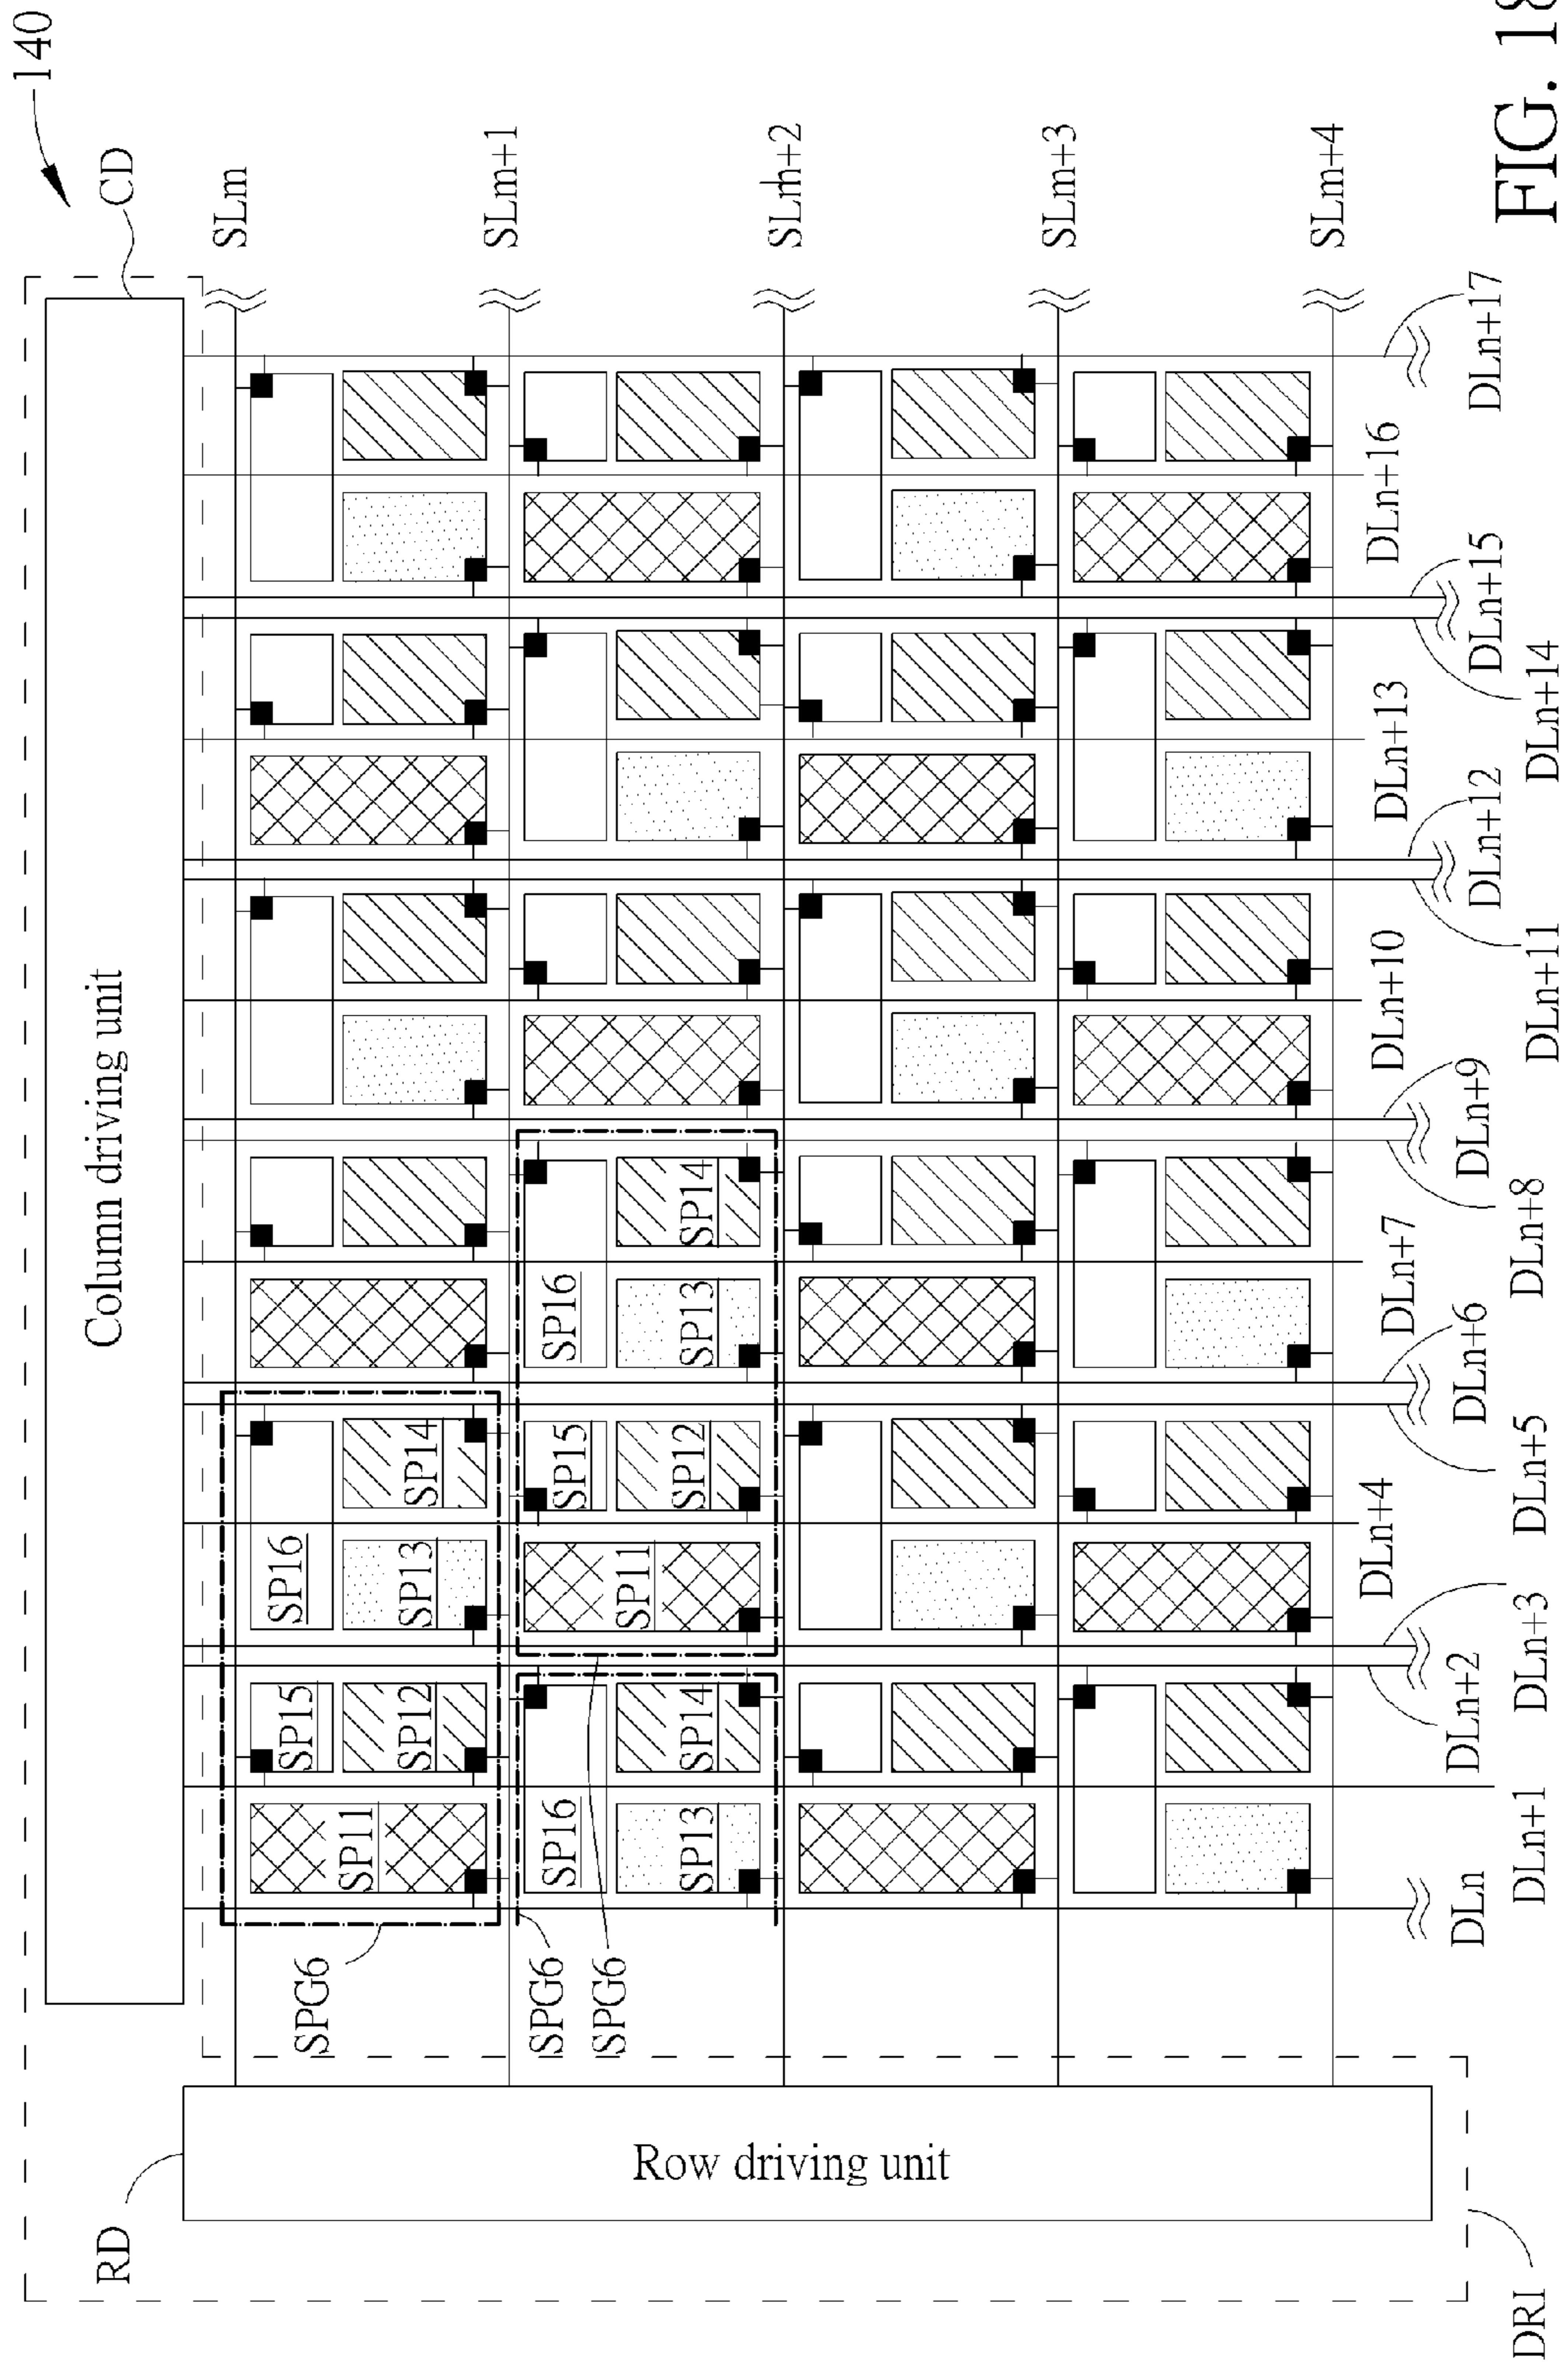 140
RD
Column driving unit
CD
SLm
SPG6
SP15
SP16
SP11
SP12
SP13
SP14
SLm+1
SPG6
SP16
SP15
SP16
SPG6
SP11
SP13
SP14
SP12
SP13
SP14
Row driving unit
SLm+2
SLm+3
SLm+4
DLn
DLn+1
DLn+2
DLn+3
DLn+4
DLn+5
DLn+6
DLn+7
DLn+8
DLn+9
DLn+10
DLn+11
DLn+12
DLn+13
DLn+14
DLn+15
DLn+16
DLn+17
DRI
FIG. 18